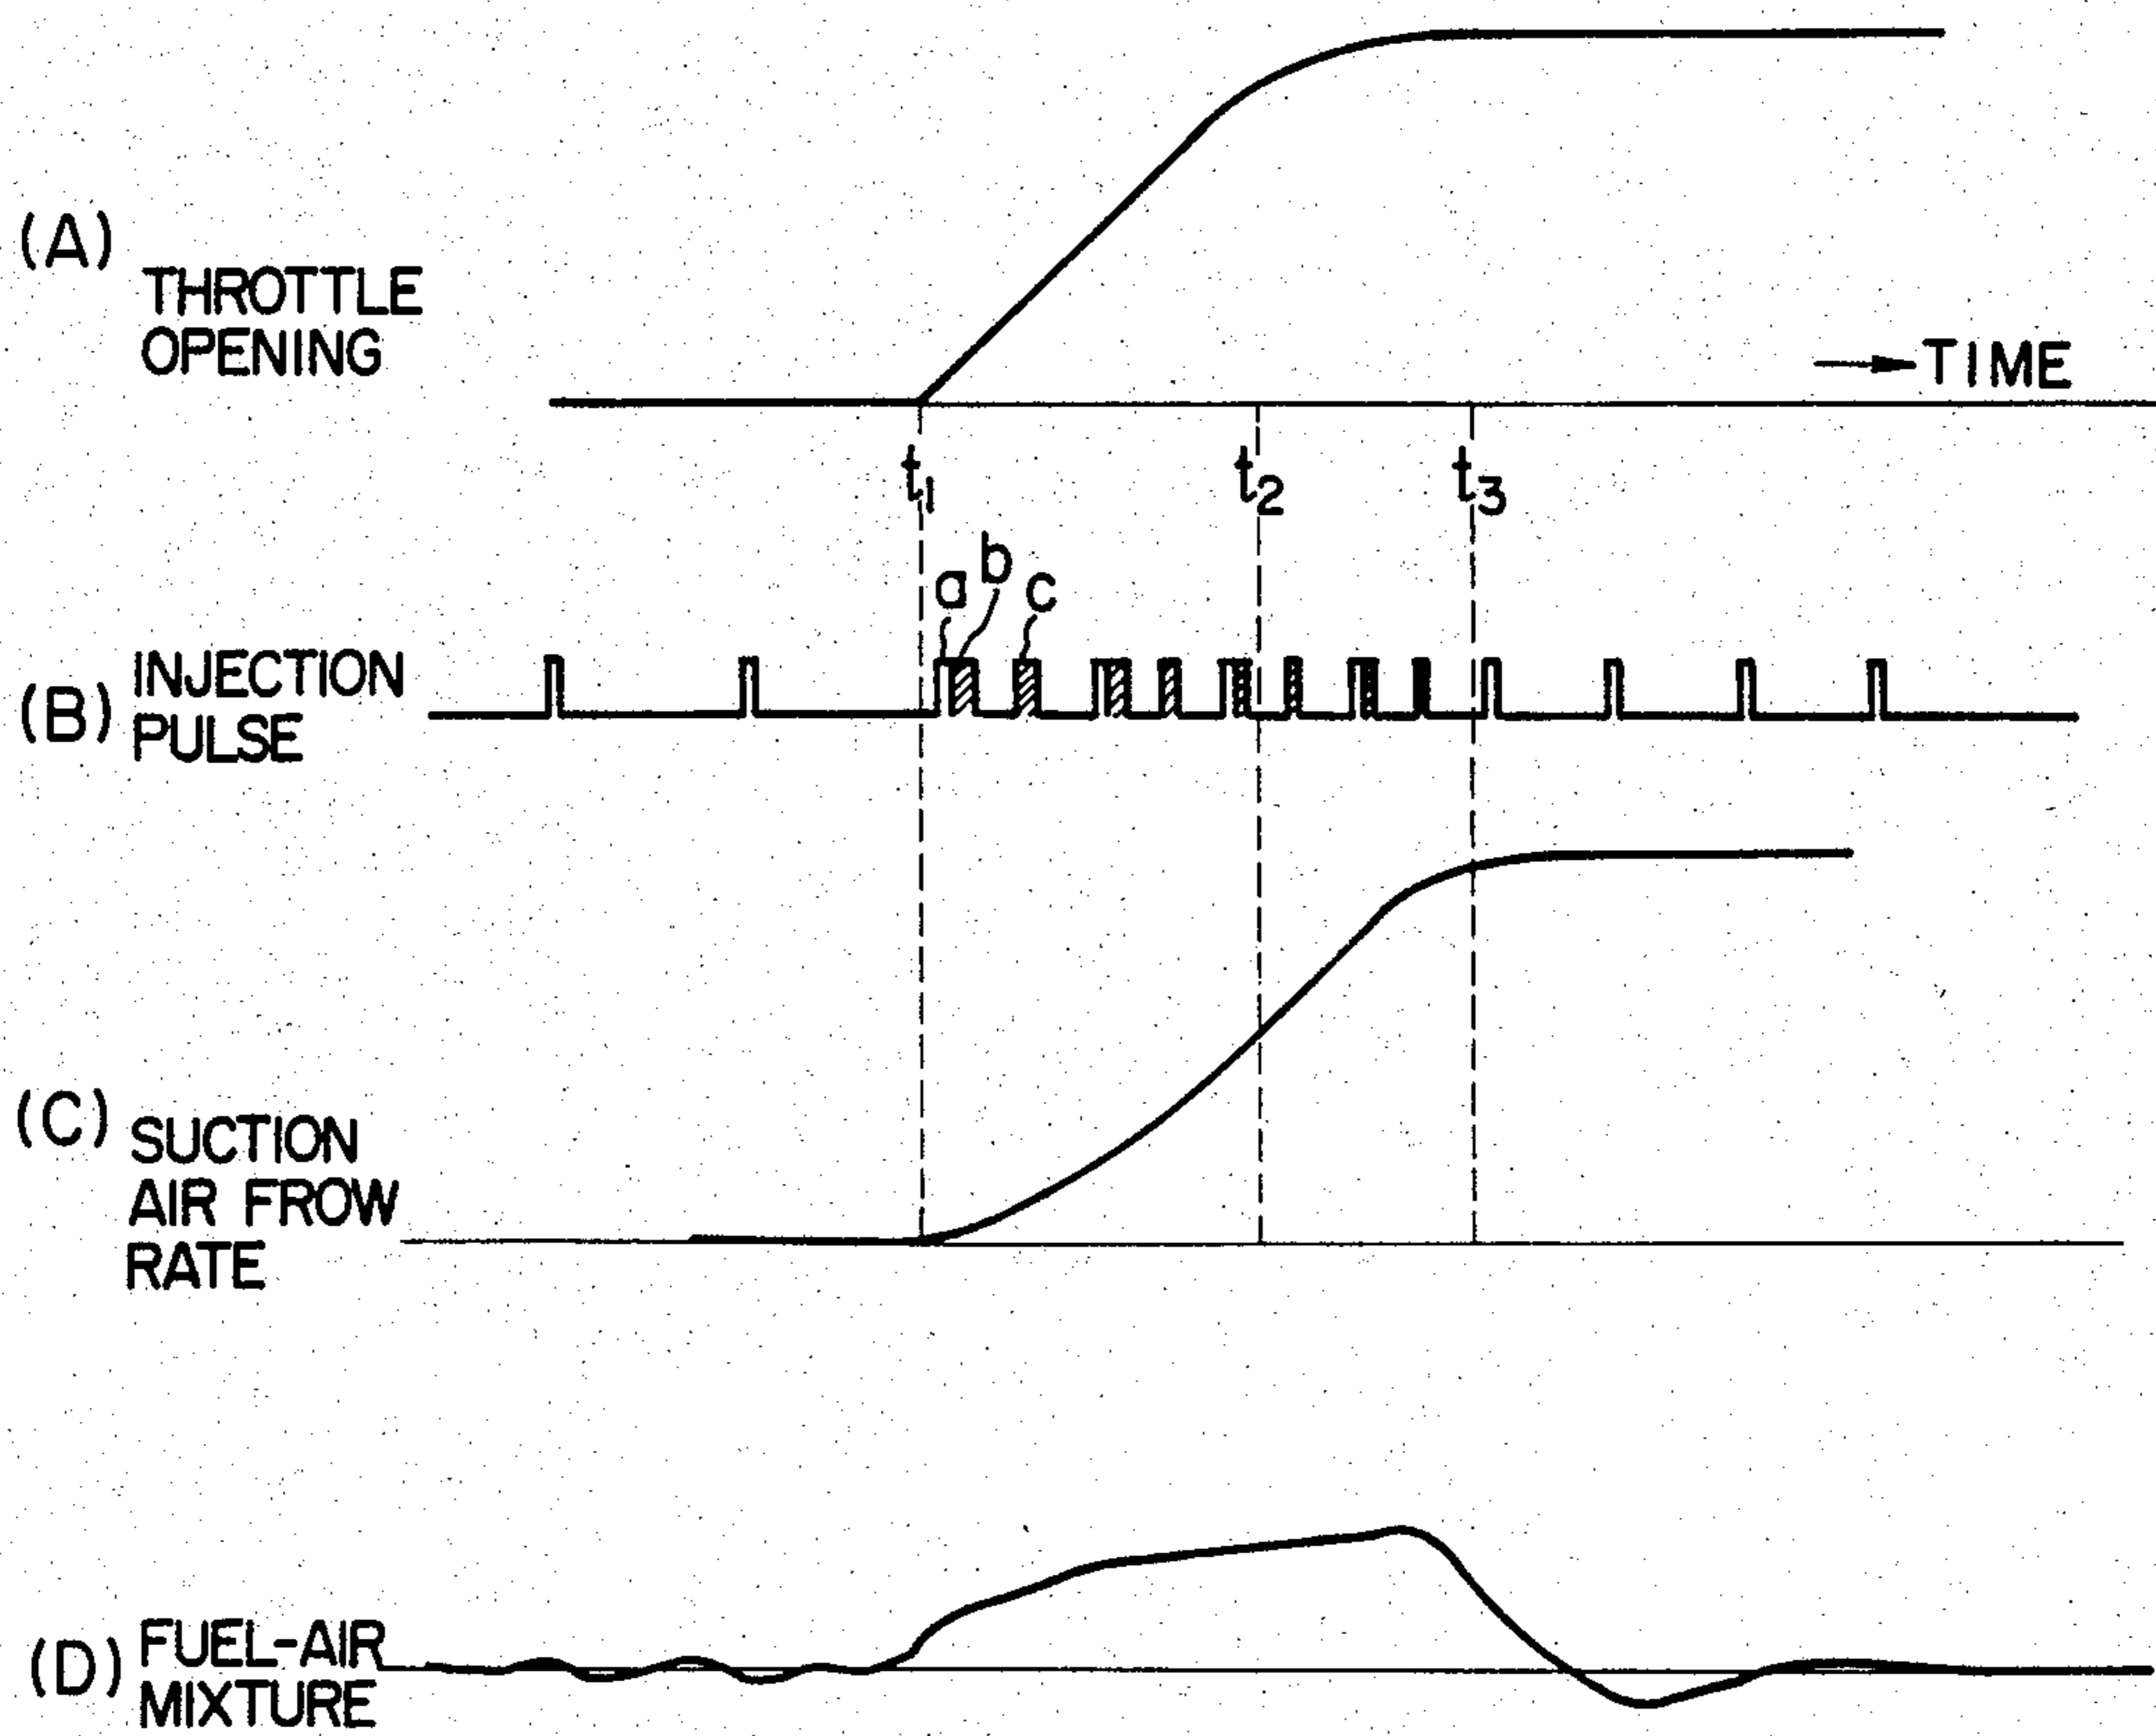 (A)
THROTTLE
OPENING
→ TIME
t1
t2
t3
a
b
c
(B)
INJECTION
PULSE
(C)
SUCTION
AIR FROW
RATE
(D)
FUEL-AIR
MIXTURE